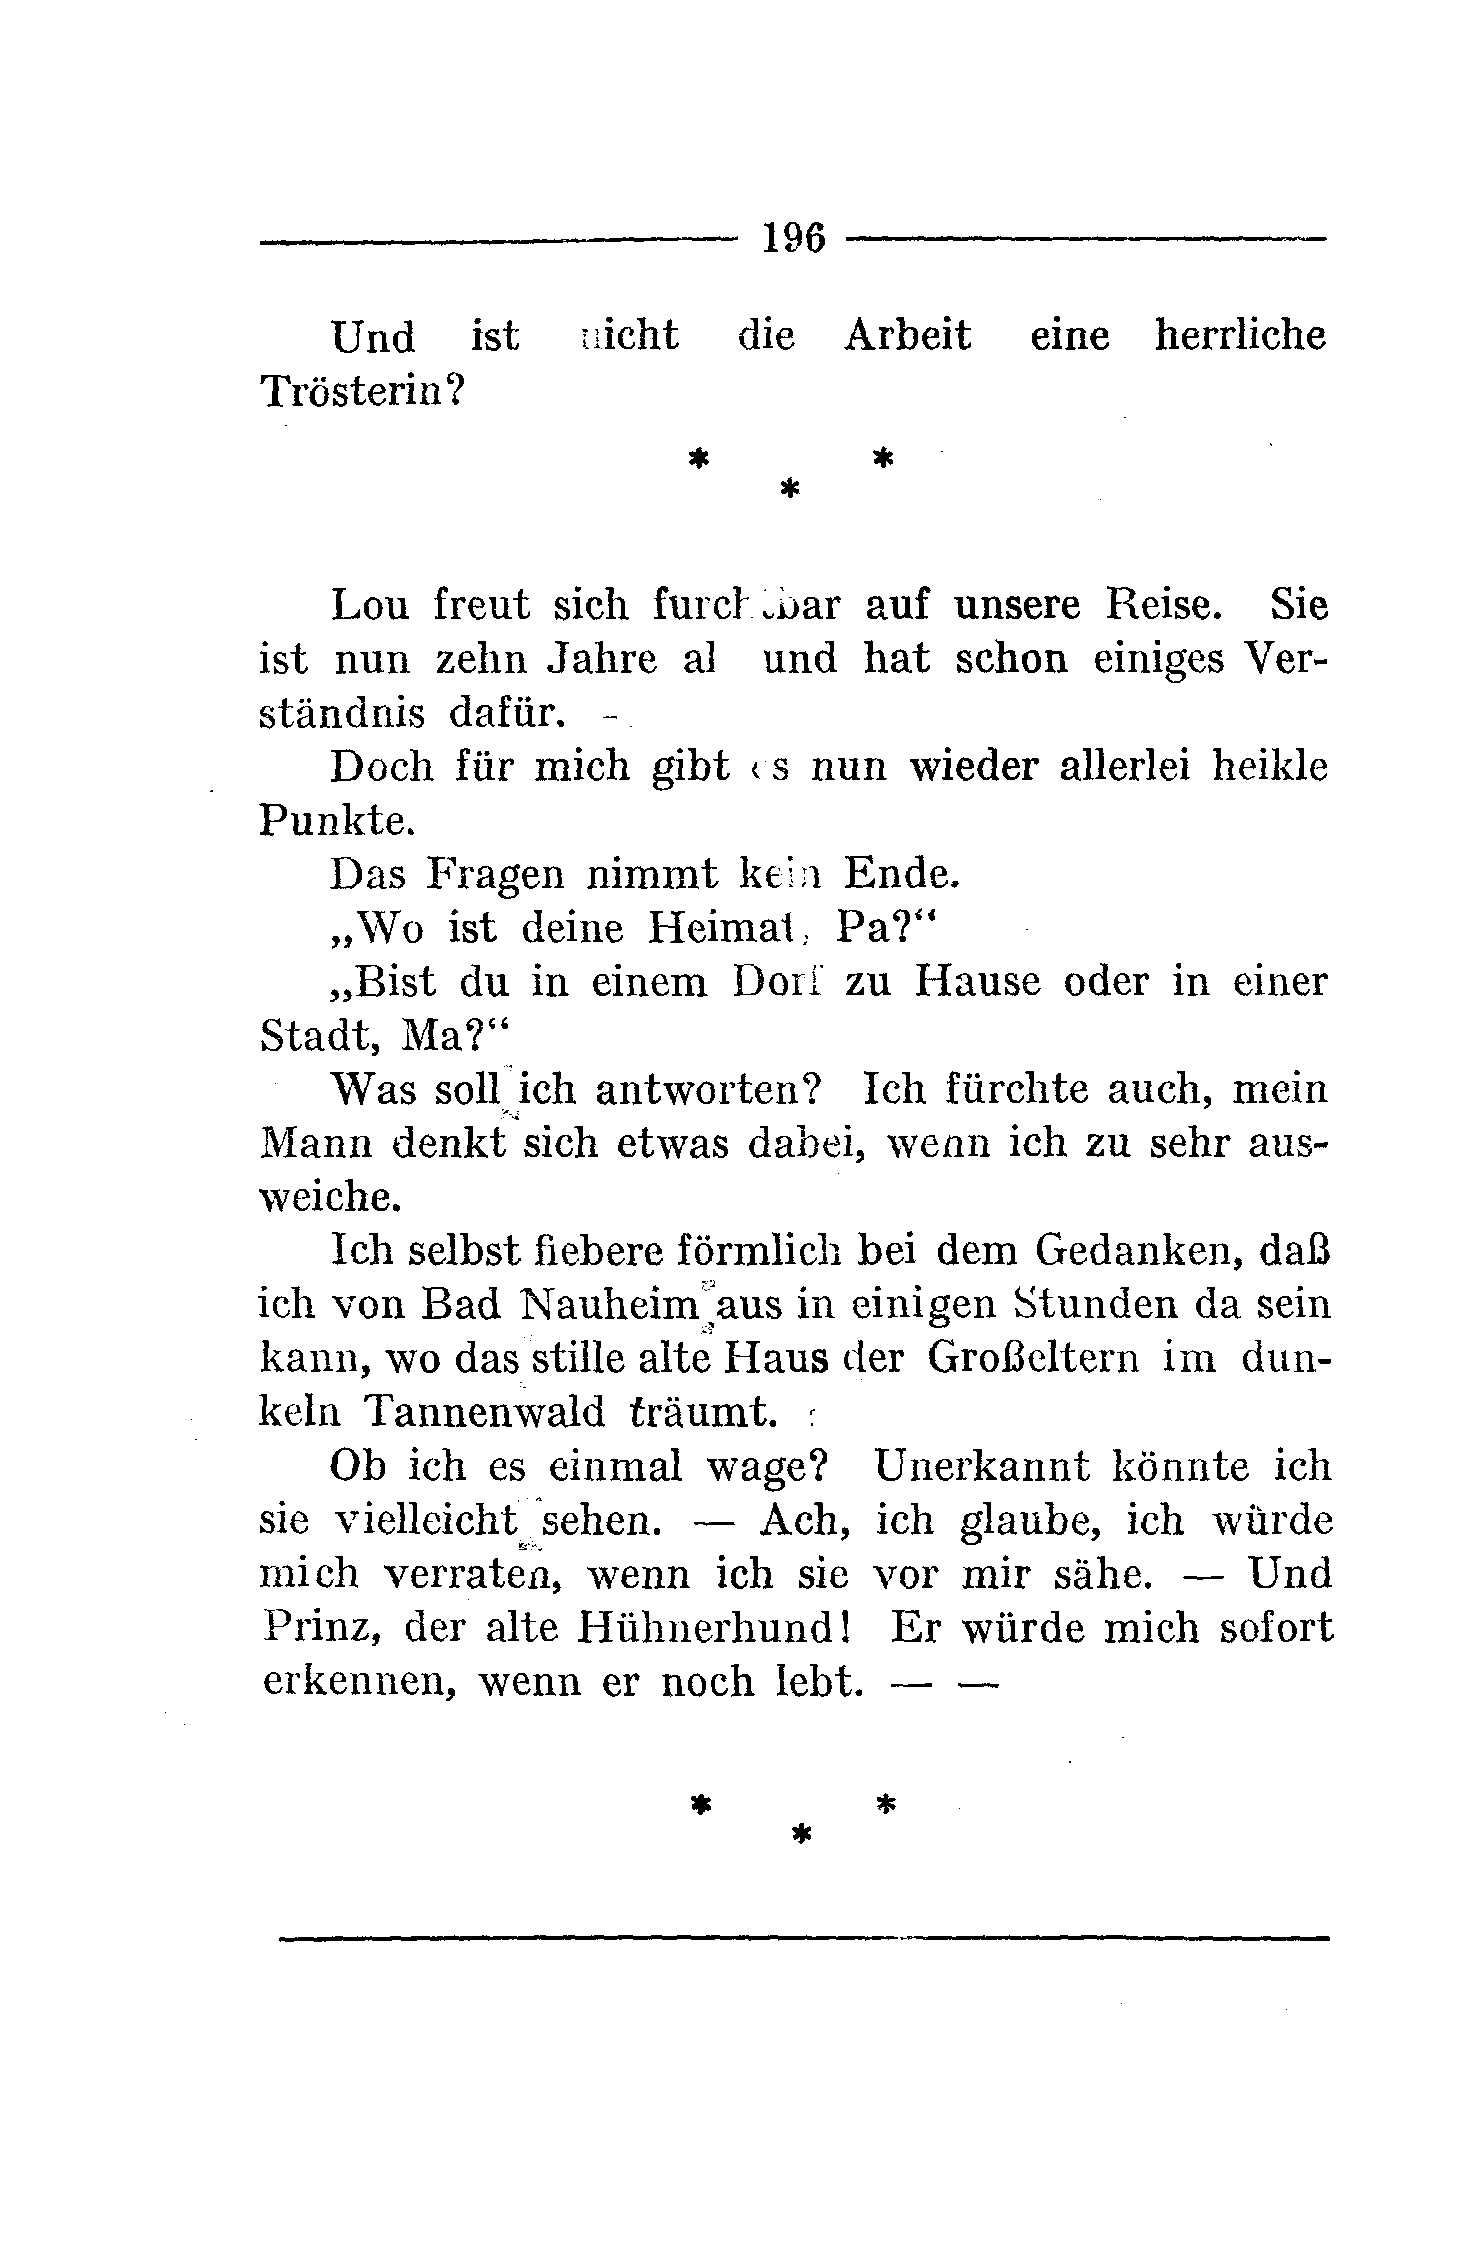 196
Und ist nicht die Arbeit eine herrliche
Trösterin?
* *
*
Lou freut sich furchtbar auf unsere Reise. Sie
ist nun zehn Jahre al und hat schon einiges Ver-
ständnis dafür. -
Doch für mich gibt es nun wieder allerlei heikle
Punkte.
Das Fragen nimmt kein Ende.
„Wo ist deine Heimat, Pa?“
„Bist du in einem Dorf zu Hause oder in einer
Stadt, Ma?“
Was soll ich antworten? Ich fürchte auch, mein
Mann denkt sich etwas dabei, wenn ich zu sehr aus-
weiche.
Ich selbst fiebere förmlich bei dem Gedanken, daß
ich von Bad Nauheim aus in einigen Stunden da sein
kann, wo das stille alte Haus der Großeltern im dun-
keln Tannenwald träumt.
Ob ich es einmal wage? Unerkannt könnte ich
sie vielleicht sehen. — Ach, ich glaube, ich würde
mich verraten, wenn ich sie vor mir sähe. — Und
Prinz, der alte Hühnerhund! Er würde mich sofort
erkennen, wenn er noch lebt. — —
* *
*